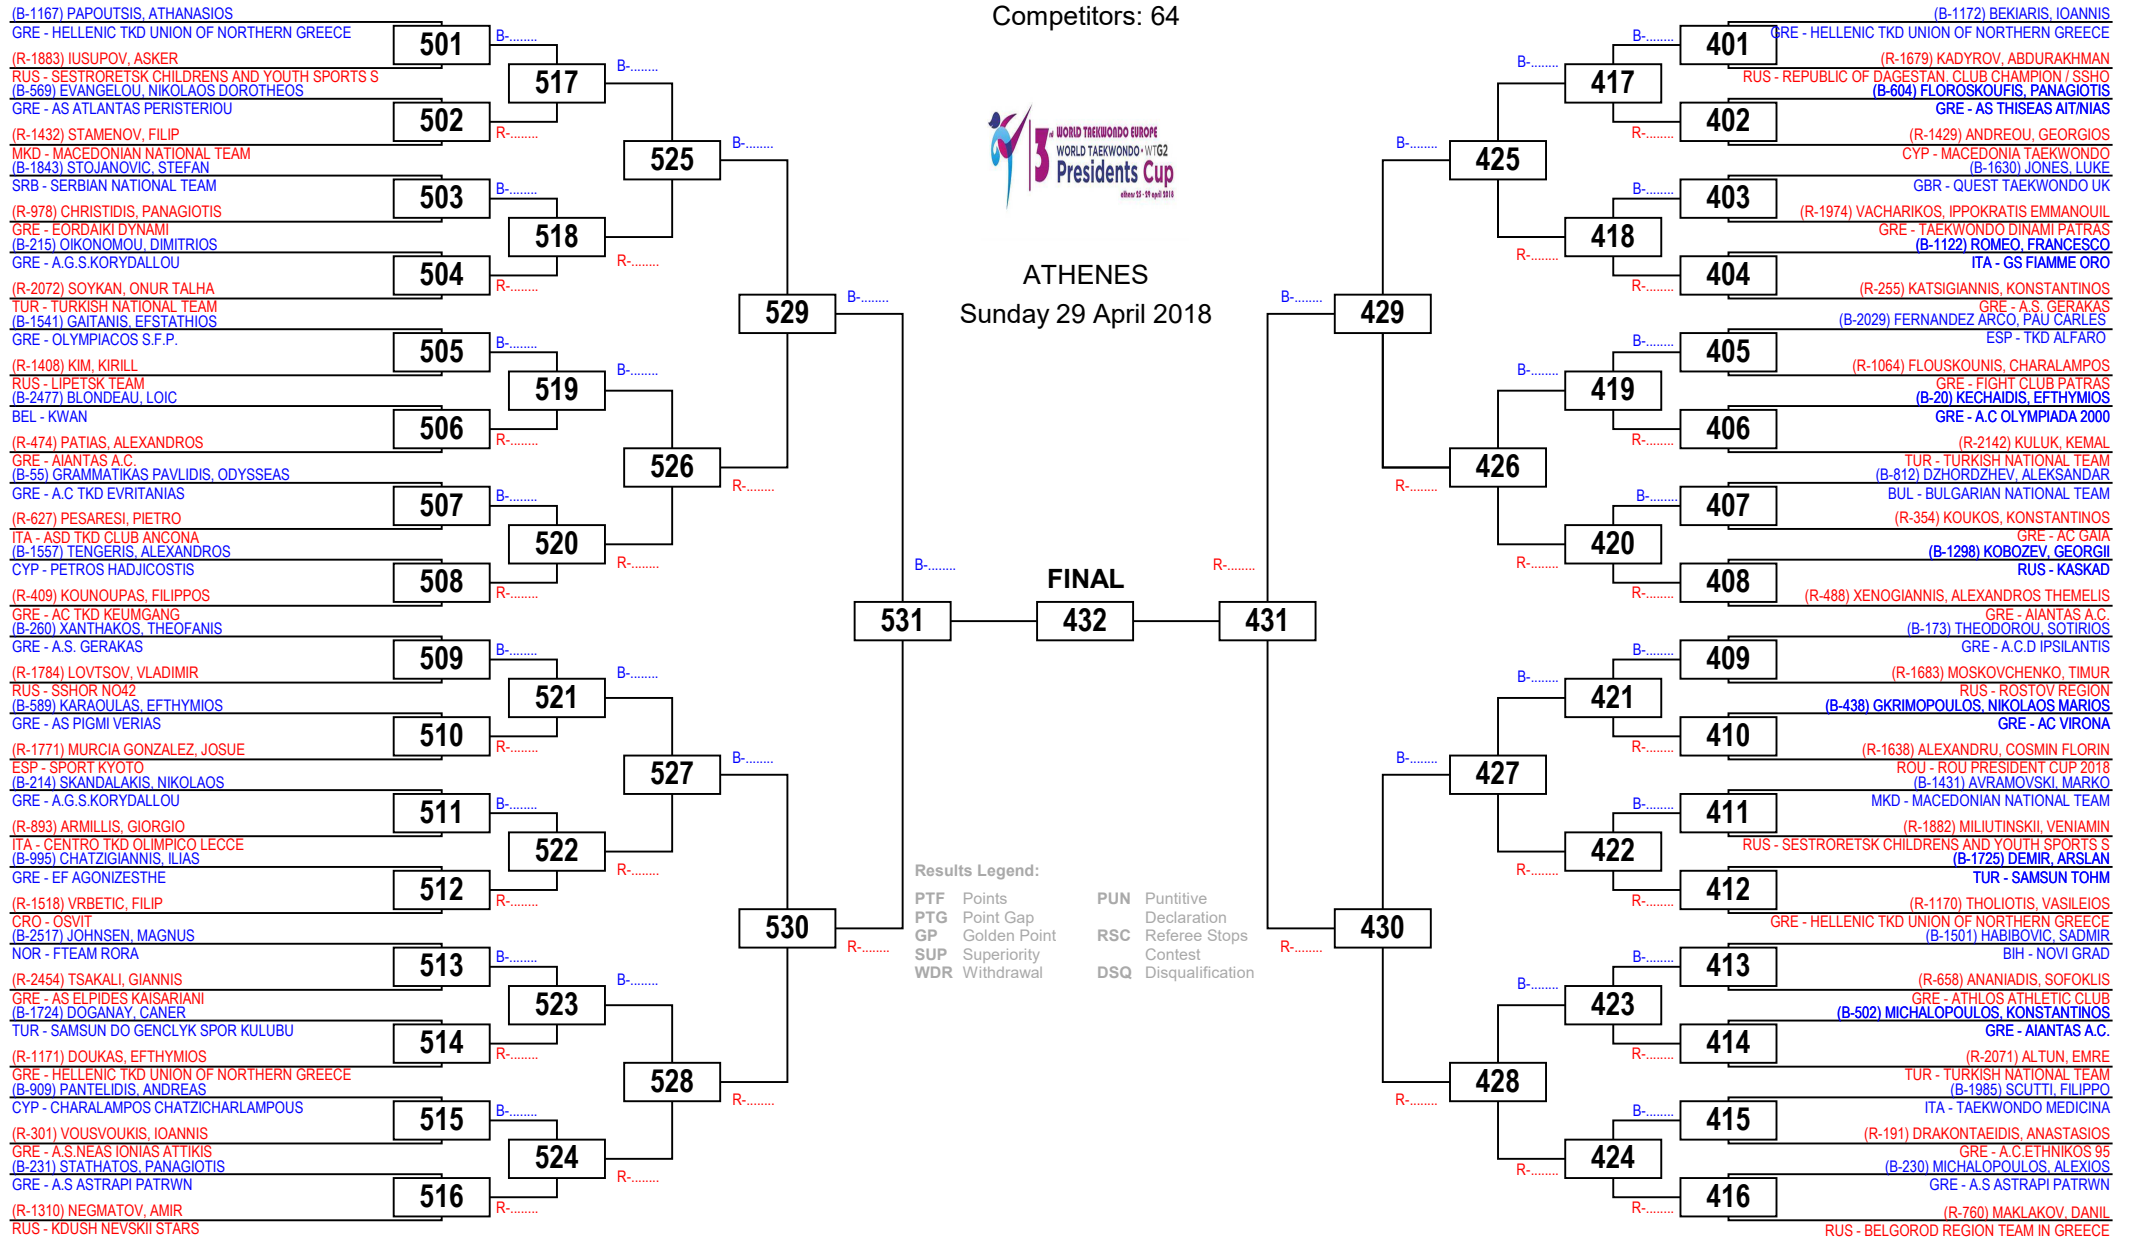 Competitors: 64
3rd WORLD TAEKWONDO EUROPE
WORLD TAEKWONDO • WTG2
Presidents Cup
athens 25 - 29 april 2018
ATHENES
Sunday 29 April 2018
(B-1167) PAPOUTSIS, ATHANASIOS
GRE - HELLENIC TKD UNION OF NORTHERN GREECE
501
(R-1883) IUSUPOV, ASKER
RUS - SESTRORETSK CHILDRENS AND YOUTH SPORTS S
(B-569) EVANGELOU, NIKOLAOS DOROTHEOS
GRE - AS ATLANTAS PERISTERIOU
502
(R-1432) STAMENOV, FILIP
MKD - MACEDONIAN NATIONAL TEAM
(B-1843) STOJANOVIC, STEFAN
SRB - SERBIAN NATIONAL TEAM
503
(R-978) CHRISTIDIS, PANAGIOTIS
GRE - EORDAIKI DYNAMI
(B-215) OIKONOMOU, DIMITRIOS
GRE - A.G.S.KORYDALLOU
504
(R-2072) SOYKAN, ONUR TALHA
TUR - TURKISH NATIONAL TEAM
(B-1541) GAITANIS, EFSTATHIOS
GRE - OLYMPIACOS S.F.P.
505
(R-1408) KIM, KIRILL
RUS - LIPETSK TEAM
(B-2477) BLONDEAU, LOIC
BEL - KWAN
506
(R-474) PATIAS, ALEXANDROS
GRE - AIANTAS A.C.
(B-55) GRAMMATIKAS PAVLIDIS, ODYSSEAS
GRE - A.C TKD EVRITANIAS
507
(R-627) PESARESI, PIETRO
ITA - ASD TKD CLUB ANCONA
(B-1557) TENGERIS, ALEXANDROS
CYP - PETROS HADJICOSTIS
508
(R-409) KOUNOUPAS, FILIPPOS
GRE - AC TKD KEUMGANG
(B-260) XANTHAKOS, THEOFANIS
GRE - A.S. GERAKAS
509
(R-1784) LOVTSOV, VLADIMIR
RUS - SSHOR NO42
(B-589) KARAOULAS, EFTHYMIOS
GRE - AS PIGMI VERIAS
510
(R-1771) MURCIA GONZALEZ, JOSUE
ESP - SPORT KYOTO
(B-214) SKANDALAKIS, NIKOLAOS
GRE - A.G.S.KORYDALLOU
511
(R-893) ARMILLIS, GIORGIO
ITA - CENTRO TKD OLIMPICO LECCE
(B-995) CHATZIGIANNIS, ILIAS
GRE - EF AGONIZESTHE
512
(R-1518) VRBETIC, FILIP
CRO - OSVIT
(B-2517) JOHNSEN, MAGNUS
NOR - FTEAM RORA
513
(R-2454) TSAKALI, GIANNIS
GRE - AS ELPIDES KAISARIANI
(B-1724) DOGANAY, CANER
TUR - SAMSUN DO GENCLYK SPOR KULUBU
514
(R-1171) DOUKAS, EFTHYMIOS
GRE - HELLENIC TKD UNION OF NORTHERN GREECE
(B-909) PANTELIDIS, ANDREAS
CYP - CHARALAMPOS CHATZICHARLAMPOUS
515
(R-301) VOUSVOUKIS, IOANNIS
GRE - A.S.NEAS IONIAS ATTIKIS
(B-231) STATHATOS, PANAGIOTIS
GRE - A.S ASTRAPI PATRWN
516
(R-1310) NEGMATOV, AMIR
RUS - KDUSH NEVSKII STARS
B-........
517
R-........
B-........
518
R-........
B-........
519
R-........
B-........
520
R-........
B-........
521
R-........
B-........
522
R-........
B-........
523
R-........
B-........
524
R-........
B-........
525
R-........
B-........
526
R-........
B-........
527
R-........
B-........
528
R-........
B-........
529
R-........
B-........
530
R-........
B-........
531
R-........
B-........
FINAL
432
R-........
B-........
431
R-........
B-........
429
R-........
B-........
430
R-........
B-........
425
R-........
B-........
426
R-........
B-........
427
R-........
B-........
428
R-........
B-........
417
R-........
B-........
418
R-........
B-........
419
R-........
B-........
420
R-........
B-........
421
R-........
B-........
422
R-........
B-........
423
R-........
B-........
424
R-........
(B-1172) BEKIARIS, IOANNIS
GRE - HELLENIC TKD UNION OF NORTHERN GREECE
401
(R-1679) KADYROV, ABDURAKHMAN
RUS - REPUBLIC OF DAGESTAN. CLUB CHAMPION / SSHO
(B-604) FLOROSKOUFIS, PANAGIOTIS
GRE - AS THISEAS AIT/NIAS
402
(R-1429) ANDREOU, GEORGIOS
CYP - MACEDONIA TAEKWONDO
(B-1630) JONES, LUKE
GBR - QUEST TAEKWONDO UK
403
(R-1974) VACHARIKOS, IPPOKRATIS EMMANOUIL
GRE - TAEKWONDO DINAMI PATRAS
(B-1122) ROMEO, FRANCESCO
ITA - GS FIAMME ORO
404
(R-255) KATSIGIANNIS, KONSTANTINOS
GRE - A.S. GERAKAS
(B-2029) FERNANDEZ ARCO, PAU CARLES
ESP - TKD ALFARO
405
(R-1064) FLOUSKOUNIS, CHARALAMPOS
GRE - FIGHT CLUB PATRAS
(B-20) KECHAIDIS, EFTHYMIOS
GRE - A.C OLYMPIADA 2000
406
(R-2142) KULUK, KEMAL
TUR - TURKISH NATIONAL TEAM
(B-812) DZHORDZHEV, ALEKSANDAR
BUL - BULGARIAN NATIONAL TEAM
407
(R-354) KOUKOS, KONSTANTINOS
GRE - AC GAIA
(B-1298) KOBOZEV, GEORGII
RUS - KASKAD
408
(R-488) XENOGIANNIS, ALEXANDROS THEMELIS
GRE - AIANTAS A.C.
(B-173) THEODOROU, SOTIRIOS
GRE - A.C.D IPSILANTIS
409
(R-1683) MOSKOVCHENKO, TIMUR
RUS - ROSTOV REGION
(B-438) GKRIMOPOULOS, NIKOLAOS MARIOS
GRE - AC VIRONA
410
(R-1638) ALEXANDRU, COSMIN FLORIN
ROU - ROU PRESIDENT CUP 2018
(B-1431) AVRAMOVSKI, MARKO
MKD - MACEDONIAN NATIONAL TEAM
411
(R-1882) MILIUTINSKII, VENIAMIN
RUS - SESTRORETSK CHILDRENS AND YOUTH SPORTS S
(B-1725) DEMIR, ARSLAN
TUR - SAMSUN TOHM
412
(R-1170) THOLIOTIS, VASILEIOS
GRE - HELLENIC TKD UNION OF NORTHERN GREECE
(B-1501) HABIBOVIC, SADMIR
BIH - NOVI GRAD
413
(R-658) ANANIADIS, SOFOKLIS
GRE - ATHLOS ATHLETIC CLUB
(B-502) MICHALOPOULOS, KONSTANTINOS
GRE - AIANTAS A.C.
414
(R-2071) ALTUN, EMRE
TUR - TURKISH NATIONAL TEAM
(B-1985) SCUTTI, FILIPPO
ITA - TAEKWONDO MEDICINA
415
(R-191) DRAKONTAEIDIS, ANASTASIOS
GRE - A.C.ETHNIKOS 95
(B-230) MICHALOPOULOS, ALEXIOS
GRE - A.S ASTRAPI PATRWN
416
(R-760) MAKLAKOV, DANIL
RUS - BELGOROD REGION TEAM IN GREECE
Results Legend:
PTF Points
PTG Point Gap
GP Golden Point
SUP Superiority
WDR Withdrawal
PUN Puntitive
Declaration
RSC Referee Stops
Contest
DSQ Disqualification